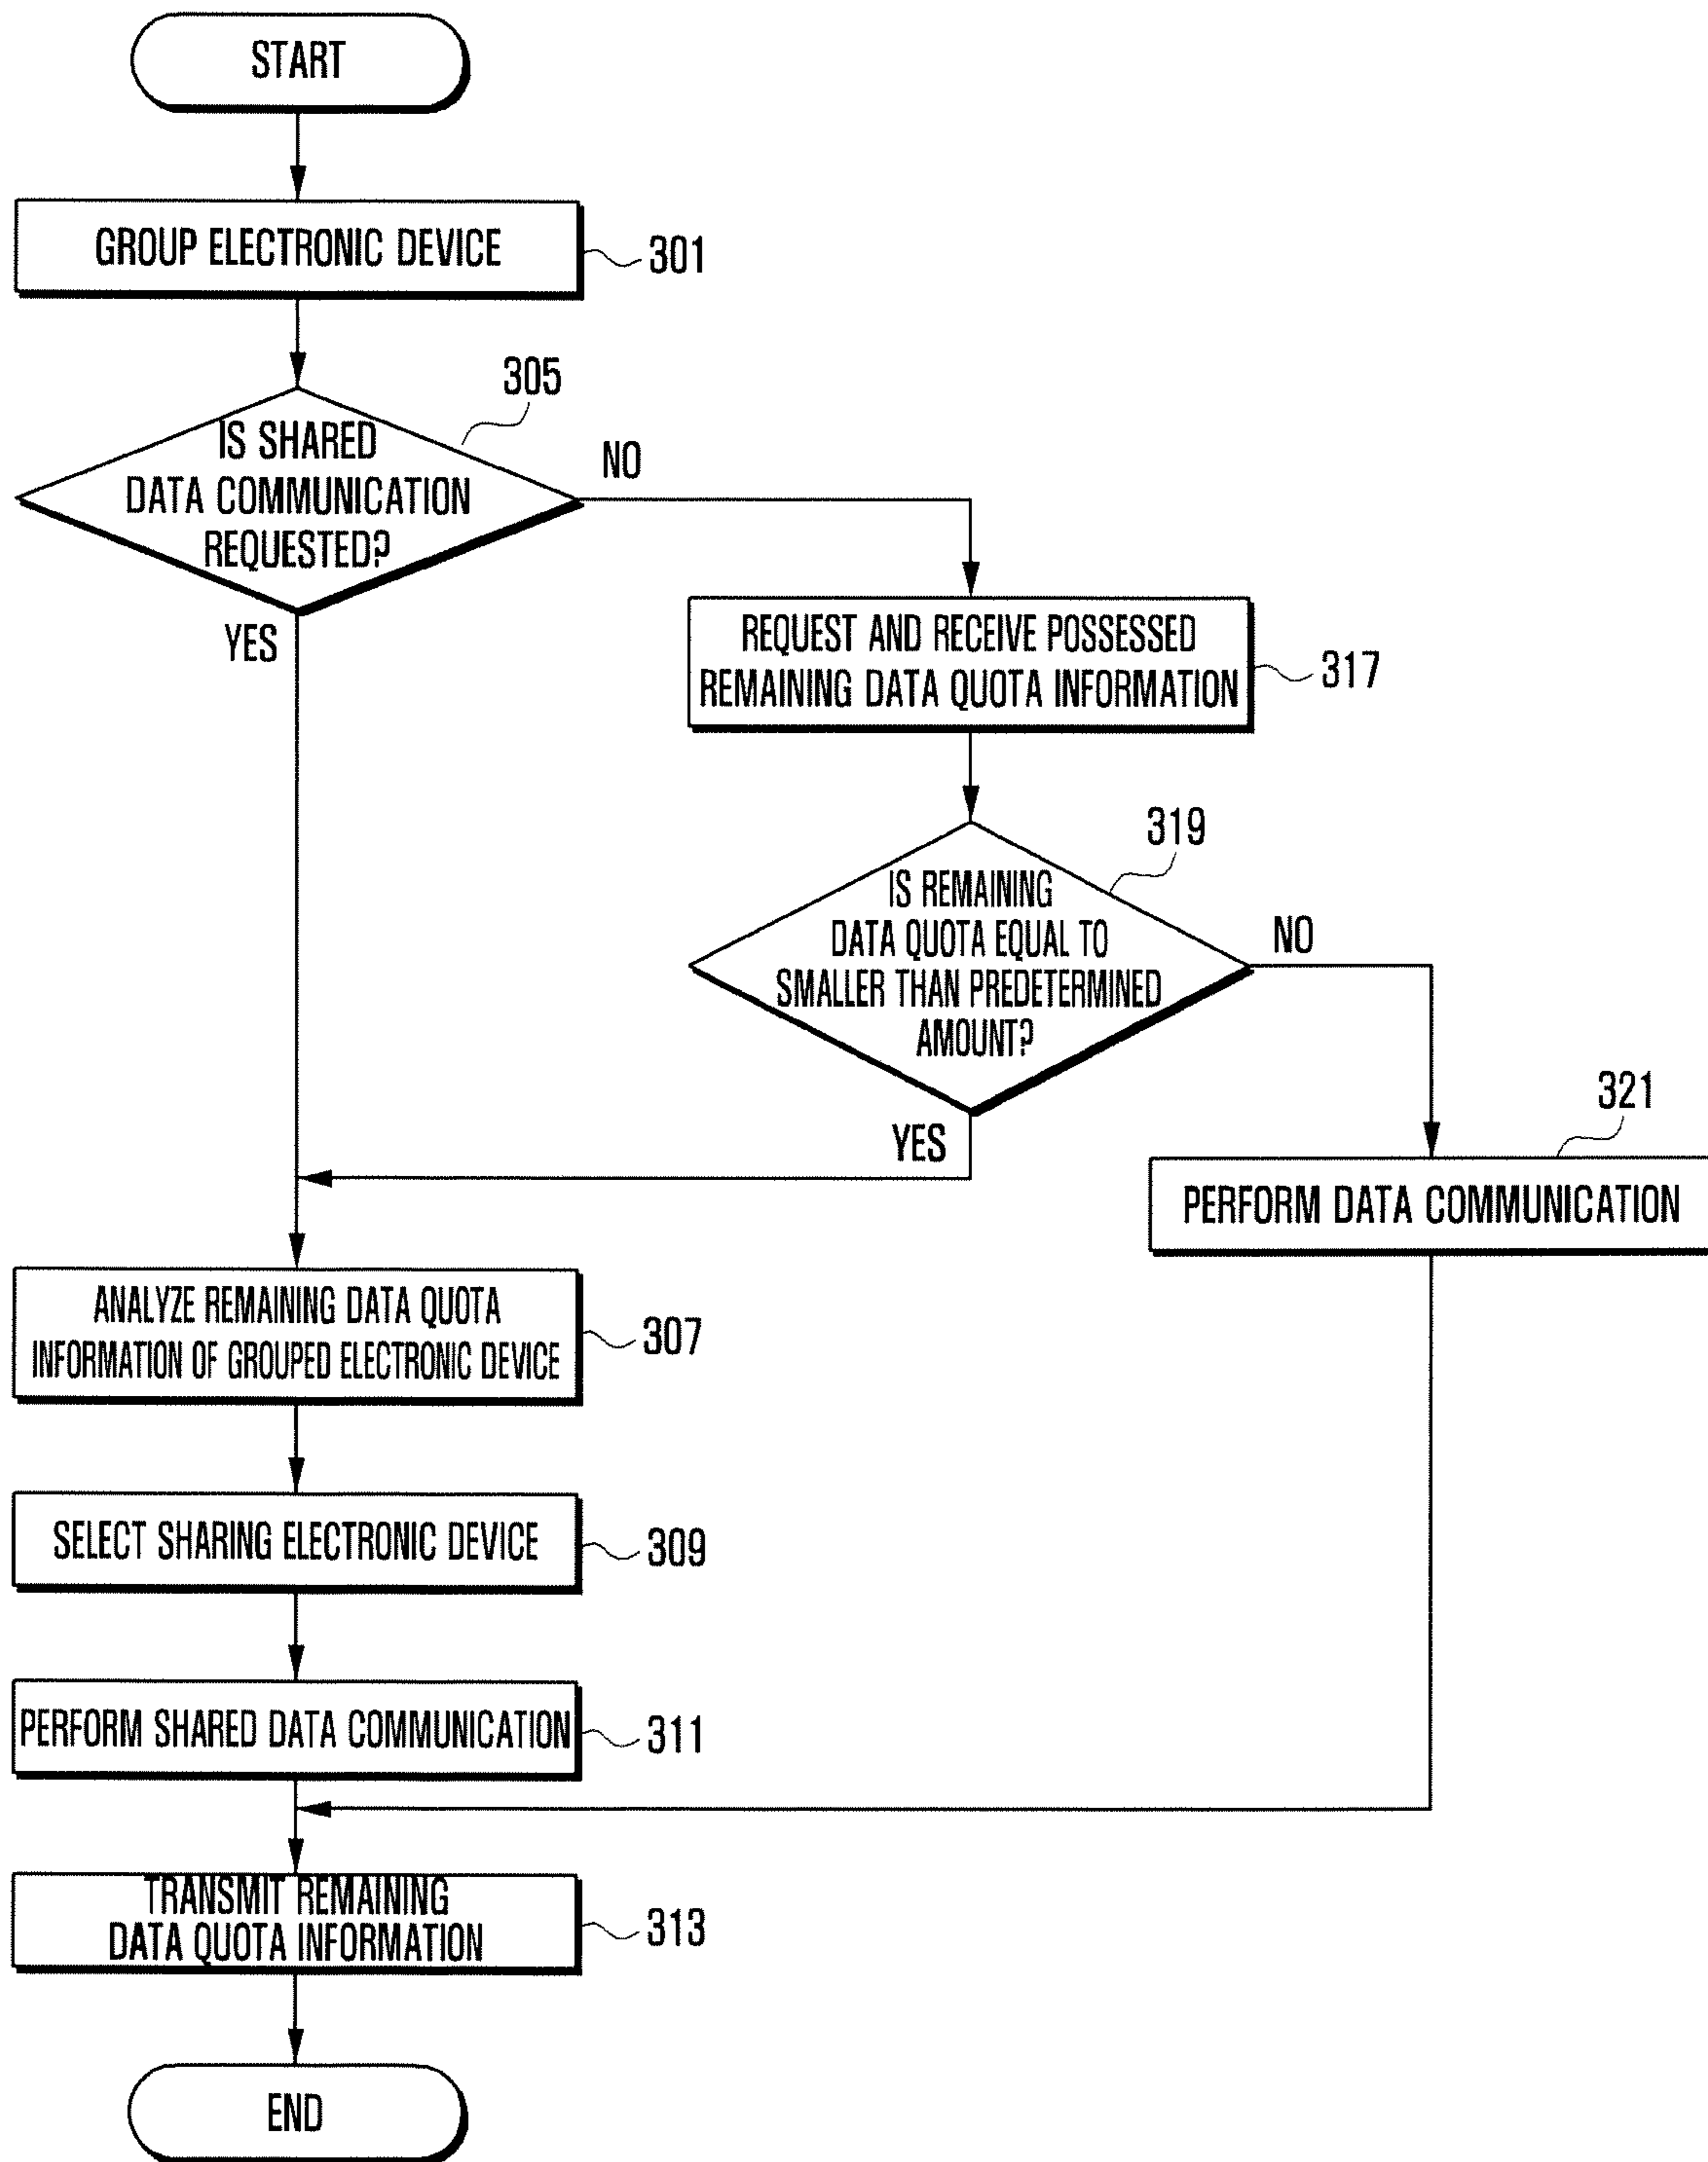 START
GROUP ELECTRONIC DEVICE
301
305
IS SHARED
DATA COMMUNICATION
REQUESTED?
NO
YES
REQUEST AND RECEIVE POSSESSED
REMAINING DATA QUOTA INFORMATION
317
319
IS REMAINING
DATA QUOTA EQUAL TO
SMALLER THAN PREDETERMINED
AMOUNT?
NO
YES
321
PERFORM DATA COMMUNICATION
ANALYZE REMAINING DATA QUOTA
INFORMATION OF GROUPED ELECTRONIC DEVICE
307
SELECT SHARING ELECTRONIC DEVICE
309
PERFORM SHARED DATA COMMUNICATION
311
TRANSMIT REMAINING
DATA QUOTA INFORMATION
313
END